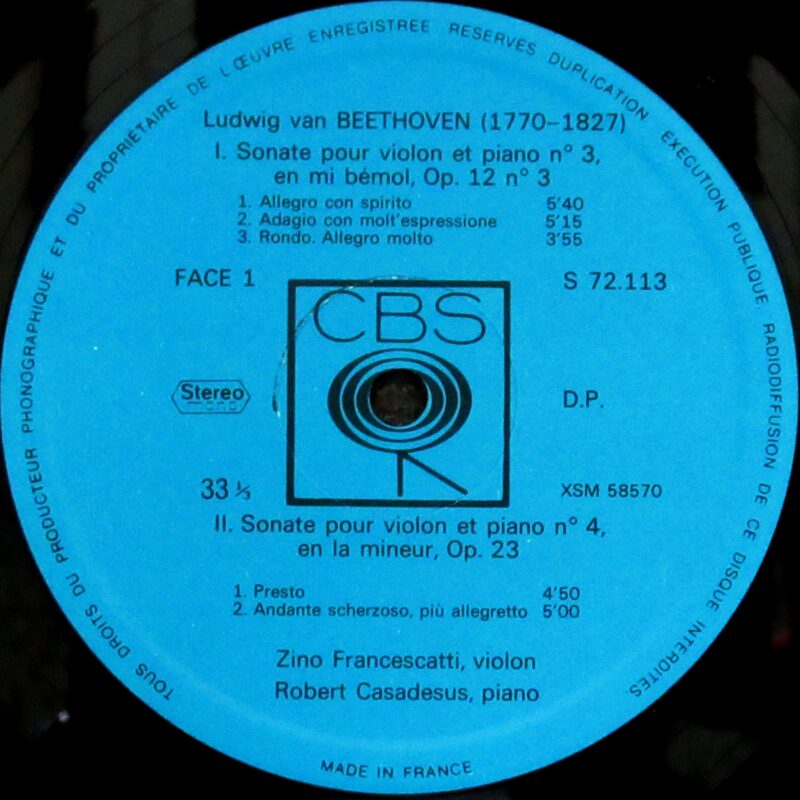 TOUS DROITS DU PRODUCTEUR PHONOGRAPHIQUE ET DU PROPRIETAIRE DE L'ŒUVRE ENREGISTREE RESERVES DUPLICATION EXECUTION PUBLIQUE RADIODIFFUSION DE CE DISQUE INTERDITES
Ludwig van BEETHOVEN (1770–1827)
I. Sonate pour violon et piano n° 3,
en mi bémol, Op. 12 n° 3
1. Allegro con spirito 5'40
2. Adagio con molt'espressione 5'15
3. Rondo. Allegro molto 3'55
FACE 1 S 72.113
CBS
Stereo D.P.
mono
33 ⅓ XSM 58570
II. Sonate pour violon et piano n° 4,
en la mineur, Op. 23
1. Presto 4'50
2. Andante scherzoso, più allegretto 5'00
Zino Francescatti, violon
Robert Casadesus, piano
MADE IN FRANCE